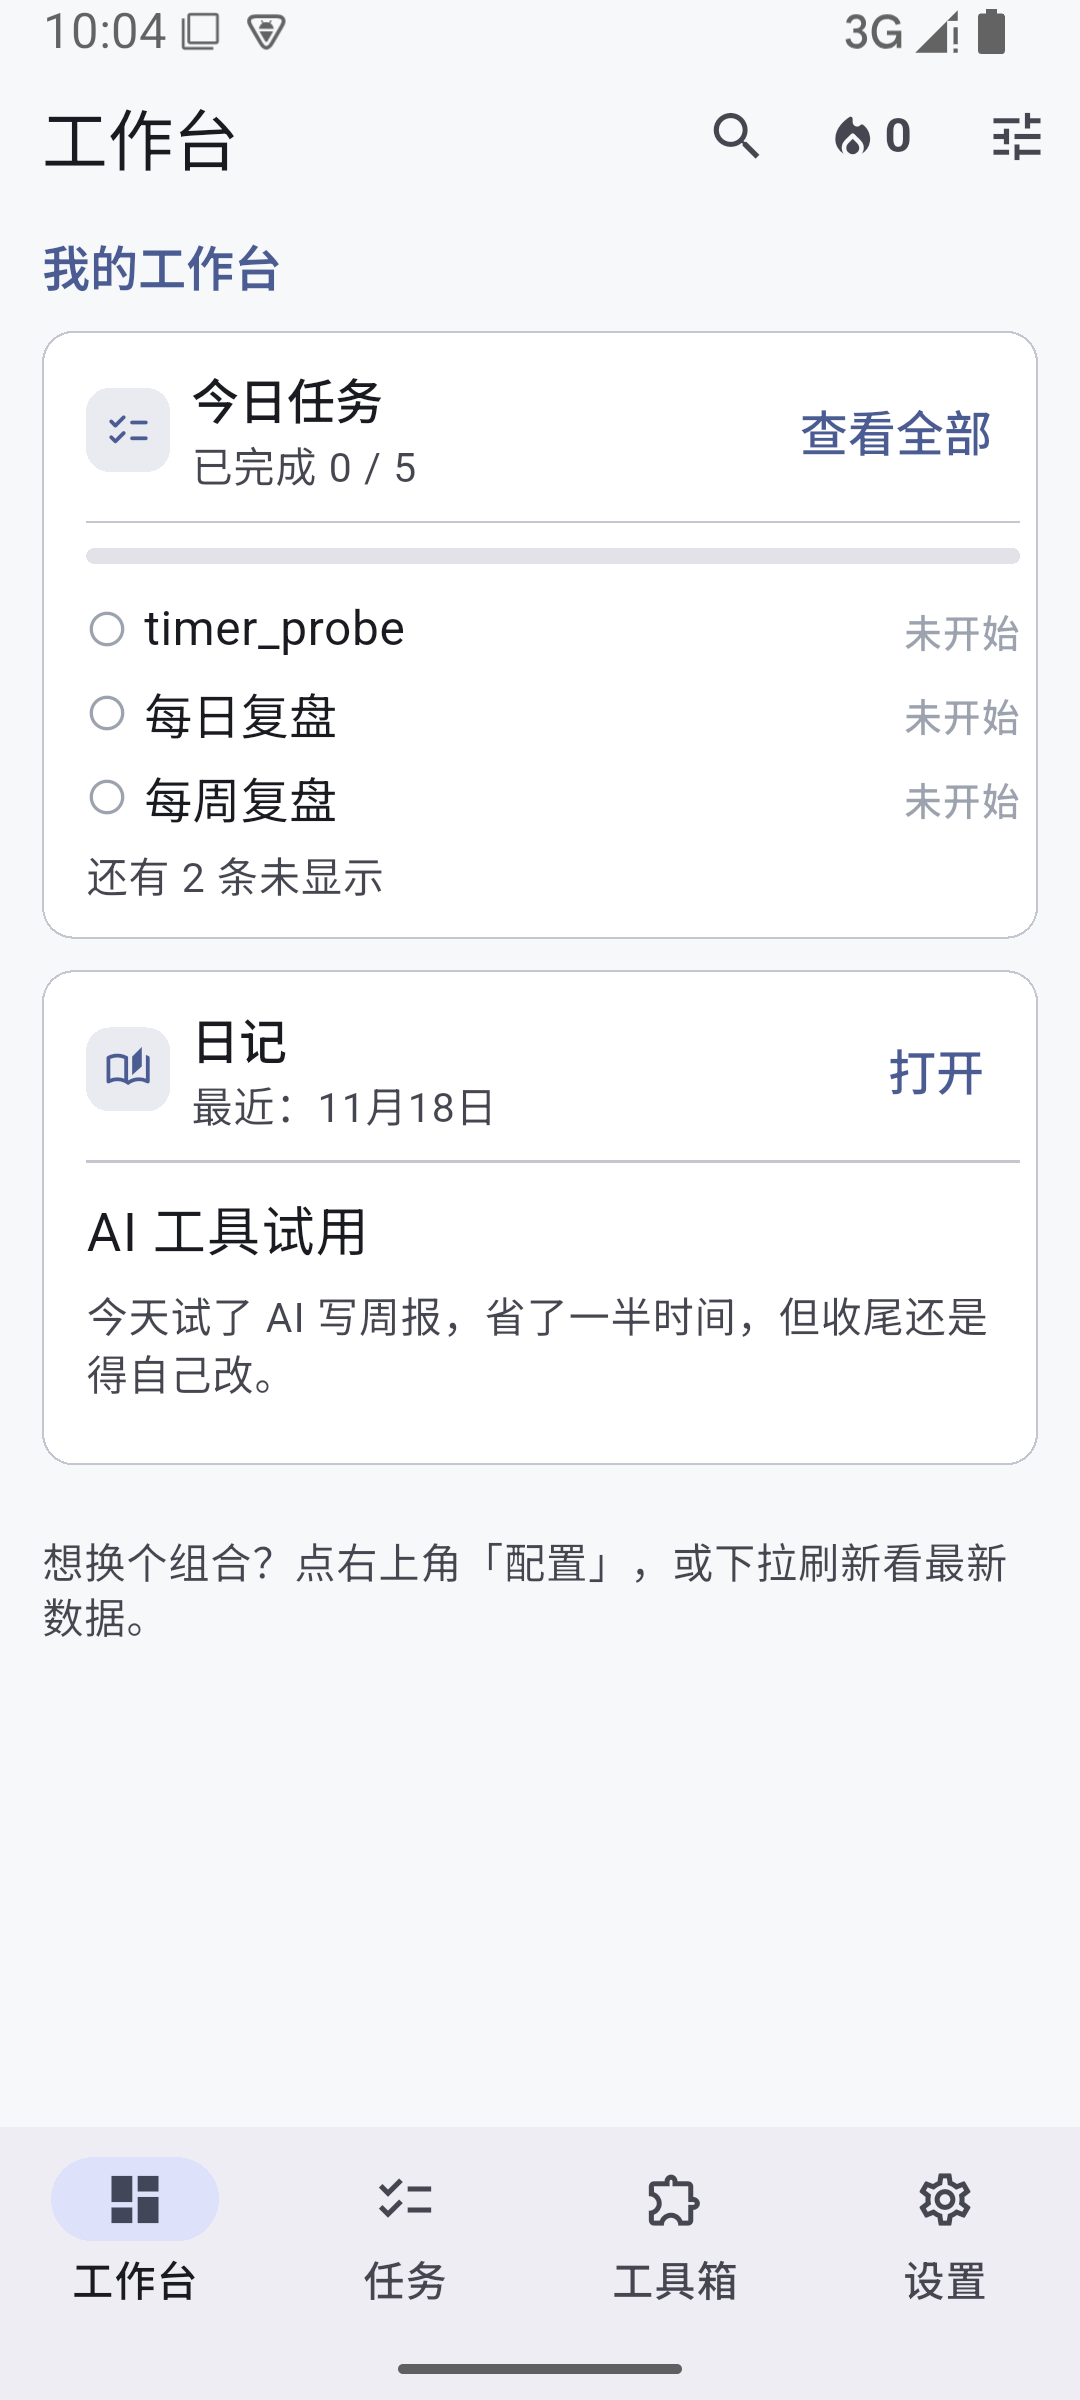 10:04
3G
工作台
0
我的工作台
今日任务
已完成 0 / 5
查看全部
timer_probe
未开始
每日复盘
未开始
每周复盘
未开始
还有 2 条未显示
日记
最近：11月18日
打开
AI 工具试用
今天试了 AI 写周报，省了一半时间，但收尾还是
得自己改。
想换个组合？点右上角「配置」，或下拉刷新看最新
数据。
工作台
任务
工具箱
设置